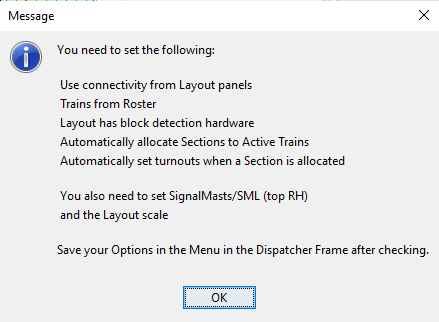 Message
You need to set the following:
Use connectivity from Layout panels
Trains from Roster
Layout has block detection hardware
Automatically allocate Sections to Active Trains
Automatically set turnouts when a Section is allocated
You also need to set SignalMasts/SML (top RH)
and the Layout scale
Save your Options in the Menu in the Dispatcher Frame after checking.
OK